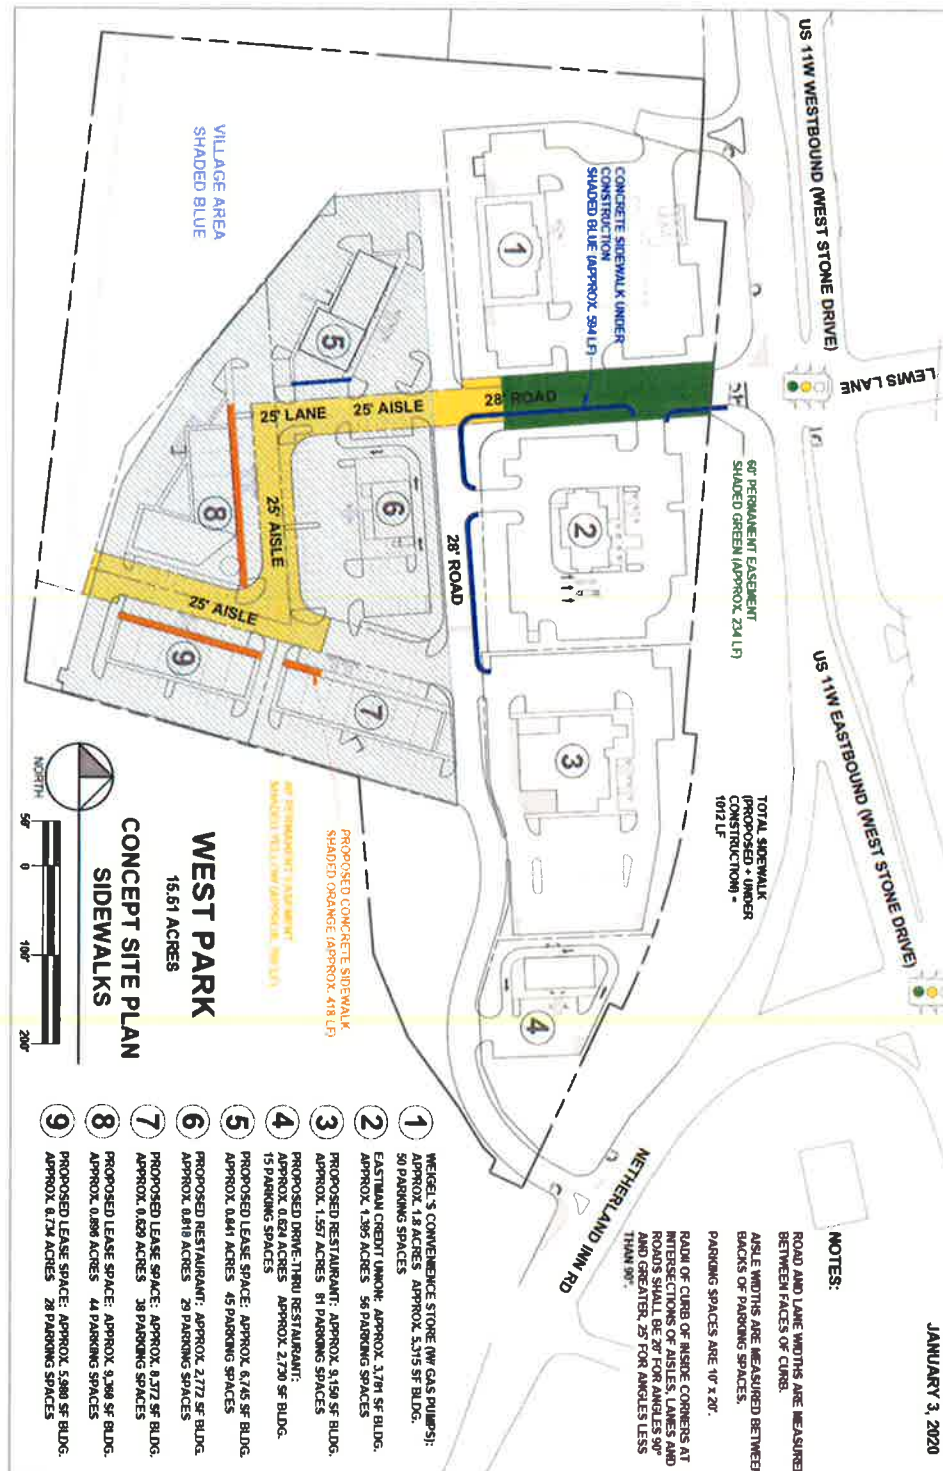 JANUARY 3, 2020
NOTES:
ROAD AND LANE WIDTHS ARE MEASURED
BETWEEN FACES OF CURB.
AISLE WIDTHS ARE MEASURED BETWEEN
BACKS OF PARKING SPACES.
PARKING SPACES ARE 10' x 20'.
RADII OF CURB OF INSIDE CORNERS AT
INTERSECTIONS OF AISLES, LANES AND
ROADS SHALL BE 20' FOR ANGLES 90°
AND GREATER, 25' FOR ANGLES LESS
THAN 90°.
US 11W WESTBOUND (WEST STONE DRIVE)
LEWIS LANE
US 11W EASTBOUND (WEST STONE DRIVE)
NETHERLAND INN RD
60' PERMANENT EASEMENT
SHADED GREEN (APPROX. 234 LF)
TOTAL SIDEWALK
(PROPOSED + UNDER
CONSTRUCTION) =
1012 LF
CONCRETE SIDEWALK UNDER
CONSTRUCTION
SHADED BLUE (APPROX. 594 LF)
1
2
3
4
28' ROAD
28' ROAD
25' AISLE
25' LANE
25' AISLE
25' AISLE
5
6
7
8
9
VILLAGE AREA
SHADED BLUE
PROPOSED CONCRETE SIDEWALK
SHADED ORANGE (APPROX. 418 LF)
PERMANENT EASEMENT
SHADED YELLOW (APPROX. LF)
WEST PARK
15.51 ACRES
CONCEPT SITE PLAN
SIDEWALKS
NORTH
50' 0 100' 200'
1 WEIGEL'S CONVENIENCE STORE (W/ GAS PUMPS):
APPROX. 1.8 ACRES APPROX. 5,315 SF BLDG.
50 PARKING SPACES
2 EASTMAN CREDIT UNION: APPROX. 3,781 SF BLDG.
APPROX. 1.395 ACRES 56 PARKING SPACES
3 PROPOSED RESTAURANT: APPROX. 9,150 SF BLDG.
APPROX. 1.557 ACRES 81 PARKING SPACES
4 PROPOSED DRIVE-THRU RESTAURANT:
APPROX. 0.624 ACRES APPROX. 2,730 SF BLDG.
15 PARKING SPACES
5 PROPOSED LEASE SPACE: APPROX. 6,745 SF BLDG.
APPROX. 0.841 ACRES 45 PARKING SPACES
6 PROPOSED RESTAURANT: APPROX. 2,772 SF BLDG.
APPROX. 0.818 ACRES 29 PARKING SPACES
7 PROPOSED LEASE SPACE: APPROX. 8,372 SF BLDG.
APPROX. 0.629 ACRES 38 PARKING SPACES
8 PROPOSED LEASE SPACE: APPROX. 9,368 SF BLDG.
APPROX. 0.896 ACRES 44 PARKING SPACES
9 PROPOSED LEASE SPACE: APPROX. 5,980 SF BLDG.
APPROX. 0.734 ACRES 28 PARKING SPACES